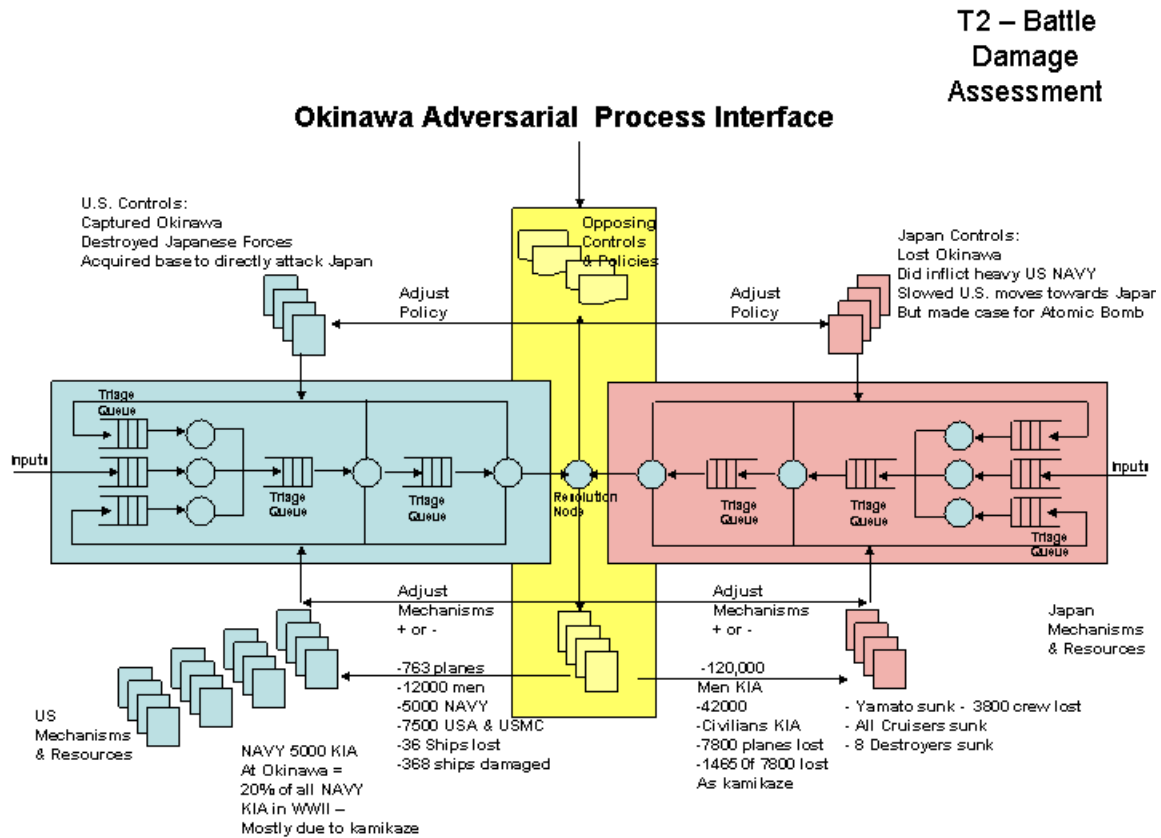 T2 – Battle
Damage
Assessment
Okinawa Adversarial Process Interface
U.S. Controls:
Captured Okinawa
Destroyed Japanese Forces
Acquired base to directly attack Japan
Opposing
Controls
& Policies
Japan Controls:
Lost Okinawa
Did inflict heavy US NAVY
Slowed U.S. moves towards Japan
But made case for Atomic Bomb
Adjust
Policy
Adjust
Policy
Triage
Queue
Inputs
Triage
Queue
Triage
Queue
Resolution
Node
Triage
Queue
Triage
Queue
Inputs
Triage
Queue
Adjust
Mechanisms
+ or -
Adjust
Mechanisms
+ or -
Japan
Mechanisms
& Resources
US
Mechanisms
& Resources
-763 planes
-12000 men
-5000 NAVY
-7500 USA & USMC
-36 Ships lost
-368 ships damaged
-120,000
Men KIA
-42000
-Civilians KIA
-7800 planes lost
-1465 0f 7800 lost
As kamikaze
- Yamato sunk - 3800 crew lost
- All Cruisers sunk
- 8 Destroyers sunk
NAVY 5000 KIA
At Okinawa =
20% of all NAVY
KIA in WWII –
Mostly due to kamikaze